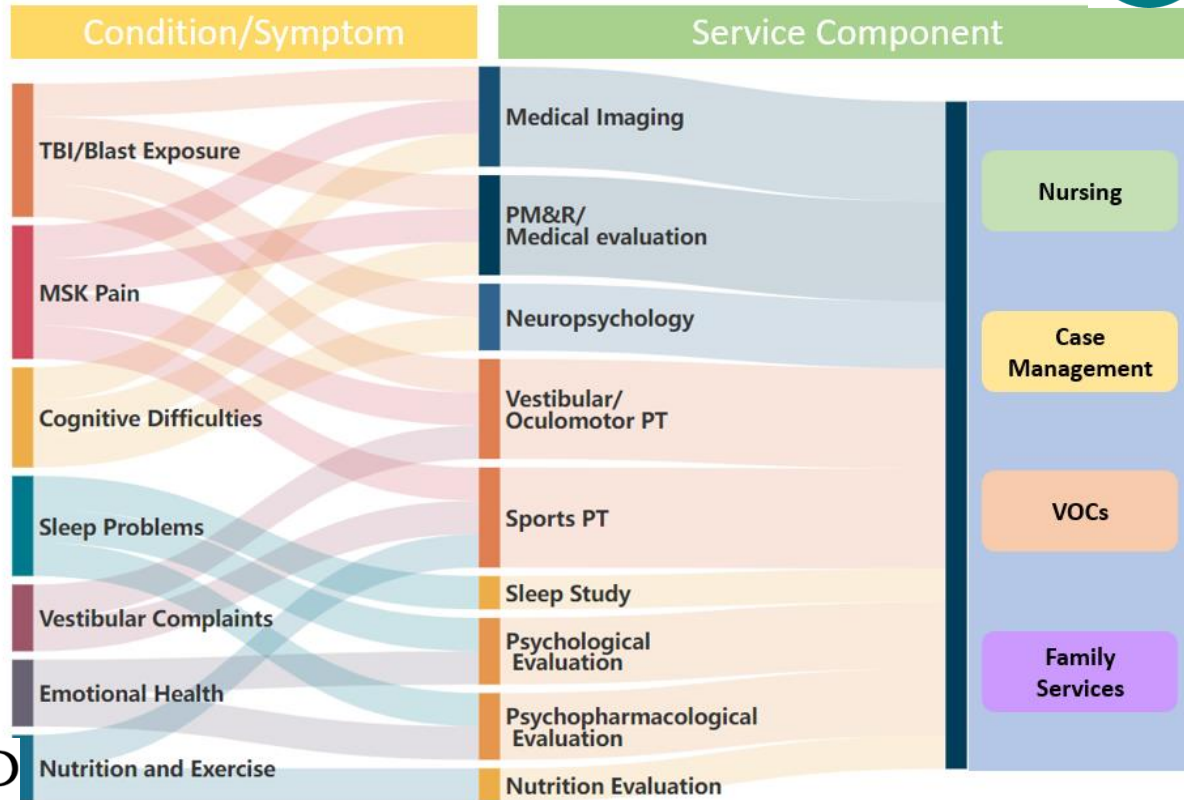 Condition/Symptom
Service Component
TBI/Blast Exposure
MSK Pain
Cognitive Difficulties
Sleep Problems
Vestibular Complaints
Emotional Health
Nutrition and Exercise
Medical Imaging
PM&R/
Medical evaluation
Neuropsychology
Vestibular/
Oculomotor PT
Sports PT
Sleep Study
Psychological
Evaluation
Psychopharmacological
Evaluation
Nutrition Evaluation
Nursing
Case
Management
VOCs
Family
Services